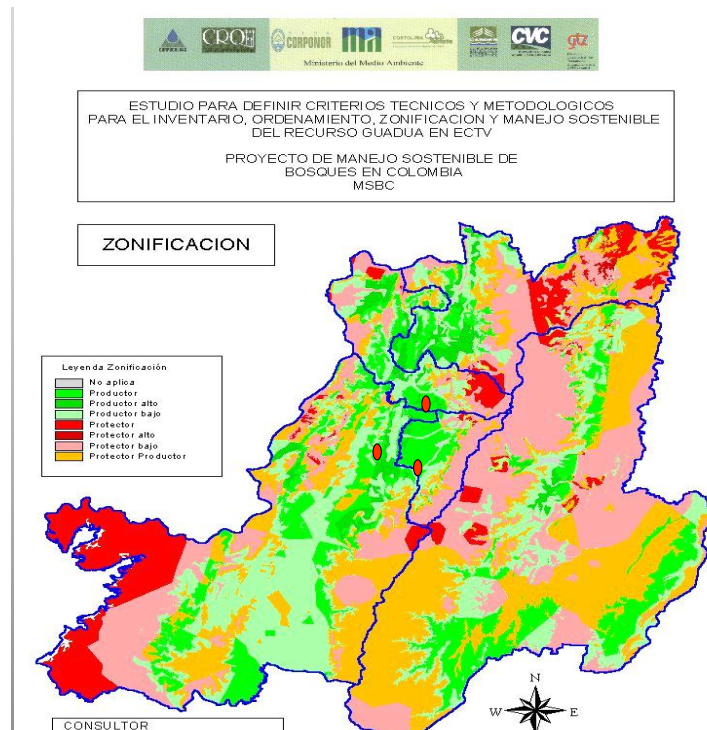 CRQ
CORPONOR
CORTOLIMA
CVC
gtz
Ministerio del Medio Ambiente
ESTUDIO PARA DEFINIR CRITERIOS TECNICOS Y METODOLOGICOS
PARA EL INVENTARIO, ORDENAMIENTO, ZONIFICACION Y MANEJO SOSTENIBLE
DEL RECURSO GUADUA EN ECTV
PROYECTO DE MANEJO SOSTENIBLE DE
BOSQUES EN COLOMBIA
MSBC
ZONIFICACION
Leyenda Zonificación
No aplica
Productor
Productor alto
Productor bajo
Protector
Protector alto
Protector bajo
Protector Productor
N
W
E
CONSULTOR